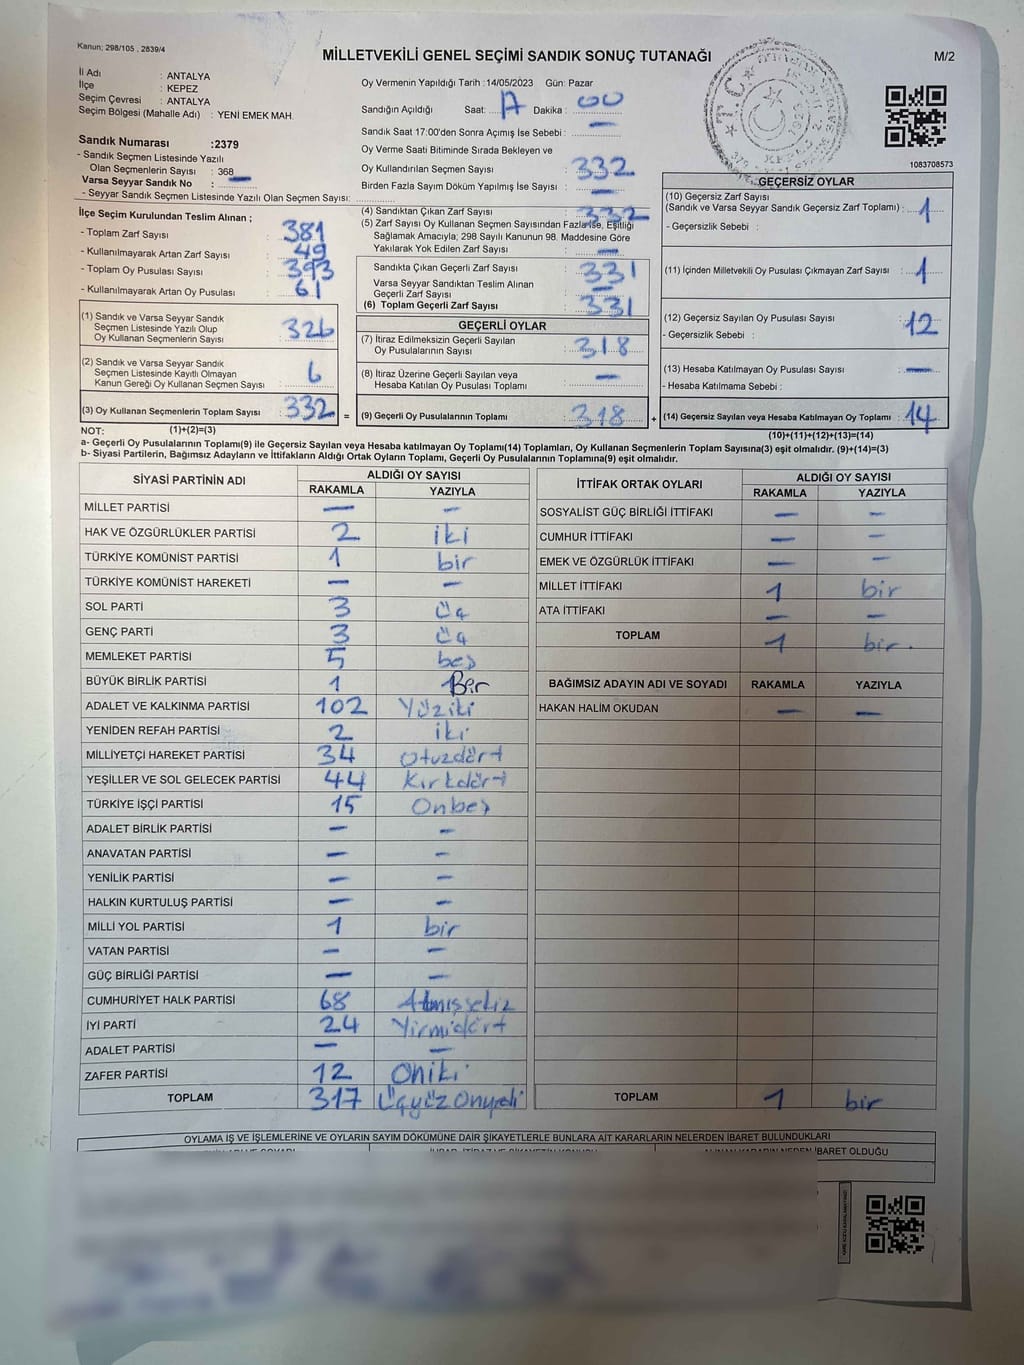 Kanun; 298/105 , 2839/4
MİLLETVEKİLİ GENEL SEÇİMİ SANDIK SONUÇ TUTANAĞI
M/2
İl Adı : ANTALYA
İlçe : KEPEZ
Seçim Çevresi : ANTALYA
Seçim Bölgesi (Mahalle Adı) : YENİ EMEK MAH.
Sandık Numarası :2379
- Sandık Seçmen Listesinde Yazılı
Olan Seçmenlerin Sayısı : 368
Varsa Seyyar Sandık No : —
- Seyyar Sandık Seçmen Listesinde Yazılı Olan Seçmen Sayısı:
Oy Vermenin Yapıldığı Tarih :14/05/2023 Gün: Pazar
Sandığın Açıldığı Saat: Dakika : 00
Sandık Saat 17:00'den Sonra Açımış İse Sebebi : —
Oy Verme Saati Bitiminde Sırada Bekleyen ve
Oy Kullandırılan Seçmen Sayısı : 332
Birden Fazla Sayım Döküm Yapılmış İse Sayısı : —
T.C.
KEPEZ
1083708573
İlçe Seçim Kurulundan Teslim Alınan ;
- Toplam Zarf Sayısı : 381
- Kullanılmayarak Artan Zarf Sayısı : 49
- Toplam Oy Pusulası Sayısı : 393
- Kullanılmayarak Artan Oy Pusulası : 61
(4) Sandıktan Çıkan Zarf Sayısı : 332
(5) Zarf Sayısı Oy Kullanan Seçmen Sayısından Fazla ise, Eşitliği
Sağlamak Amacıyla; 298 Sayılı Kanunun 98. Maddesine Göre
Yakılarak Yok Edilen Zarf Sayısı : —
Sandıkta Çıkan Geçerli Zarf Sayısı : 331
Varsa Seyyar Sandıktan Teslim Alınan
Geçerli Zarf Sayısı : —
(6) Toplam Geçerli Zarf Sayısı : 331
GEÇERSİZ OYLAR
(10) Geçersiz Zarf Sayısı
(Sandık ve Varsa Seyyar Sandık Geçersiz Zarf Toplamı) : 1
- Geçersizlik Sebebi :
(11) İçinden Milletvekili Oy Pusulası Çıkmayan Zarf Sayısı : 1
(12) Geçersiz Sayılan Oy Pusulası Sayısı : 12
- Geçersizlik Sebebi :
(13) Hesaba Katılmayan Oy Pusulası Sayısı : —
- Hesaba Katılmama Sebebi :
(14) Geçersiz Sayılan veya Hesaba Katılmayan Oy Toplamı : 14
(10)+(11)+(12)+(13)=(14)
(1) Sandık ve Varsa Seyyar Sandık
Seçmen Listesinde Yazılı Olup
Oy Kullanan Seçmenlerin Sayısı : 326
(2) Sandık ve Varsa Seyyar Sandık
Seçmen Listesinde Kayıtlı Olmayan
Kanun Gereği Oy Kullanan Seçmen Sayısı : 6
(3) Oy Kullanan Seçmenlerin Toplam Sayısı : 332 =
(1)+(2)=(3)
GEÇERLİ OYLAR
(7) İtiraz Edilmeksizin Geçerli Sayılan
Oy Pusulalarının Sayısı : 318
(8) İtiraz Üzerine Geçerli Sayılan veya
Hesaba Katılan Oy Pusulası Toplamı : —
(9) Geçerli Oy Pusulalarının Toplamı : 318 +
NOT:
a- Geçerli Oy Pusulalarının Toplamı(9) ile Geçersiz Sayılan veya Hesaba katılmayan Oy Toplamı(14) Toplamları, Oy Kullanan Seçmenlerin Toplam Sayısına(3) eşit olmalıdır. (9)+(14)=(3)
b- Siyasi Partilerin, Bağımsız Adayların ve İttifakların Aldığı Ortak Oyların Toplamı, Geçerli Oy Pusulalarının Toplamına(9) eşit olmalıdır.
SİYASİ PARTİNİN ADI ALDIĞI OY SAYISI
RAKAMLA YAZIYLA
MİLLET PARTİSİ — —
HAK VE ÖZGÜRLÜKLER PARTİSİ 2 iki
TÜRKİYE KOMÜNİST PARTİSİ 1 bir
TÜRKİYE KOMÜNİST HAREKETİ — —
SOL PARTİ 3 Üç
GENÇ PARTİ 3 Üç
MEMLEKET PARTİSİ 5 beş
BÜYÜK BİRLİK PARTİSİ 1 Bir
ADALET VE KALKINMA PARTİSİ 102 Yüziki
YENİDEN REFAH PARTİSİ 2 iki
MİLLİYETÇİ HAREKET PARTİSİ 34 Otuzdört
YEŞİLLER VE SOL GELECEK PARTİSİ 44 Kırkdört
TÜRKİYE İŞÇİ PARTİSİ 15 Onbeş
ADALET BİRLİK PARTİSİ — —
ANAVATAN PARTİSİ — —
YENİLİK PARTİSİ — —
HALKIN KURTULUŞ PARTİSİ — —
MİLLİ YOL PARTİSİ 1 bir
VATAN PARTİSİ — —
GÜÇ BİRLİĞİ PARTİSİ — —
CUMHURİYET HALK PARTİSİ 68 Atmışsekiz
İYİ PARTİ 24 Yirmidört
ADALET PARTİSİ — —
ZAFER PARTİSİ 12 Oniki
TOPLAM 317 Üçyüz Onyedi
İTTİFAK ORTAK OYLARI ALDIĞI OY SAYISI
RAKAMLA YAZIYLA
SOSYALİST GÜÇ BİRLİĞİ İTTİFAKI — —
CUMHUR İTTİFAKI — —
EMEK VE ÖZGÜRLÜK İTTİFAKI — —
MİLLET İTTİFAKI 1 bir
ATA İTTİFAKI — —
TOPLAM 1 bir.
BAĞIMSIZ ADAYIN ADI VE SOYADI RAKAMLA YAZIYLA
HAKAN HALİM OKUDAN — —
TOPLAM 1 bir
OYLAMA İŞ VE İŞLEMLERİNE VE OYLARIN SAYIM DÖKÜMÜNE DAİR ŞİKAYETLERLE BUNLARA AİT KARARLARIN NELERDEN İBARET BULUNDUKLARI
İBARET OLDUĞU